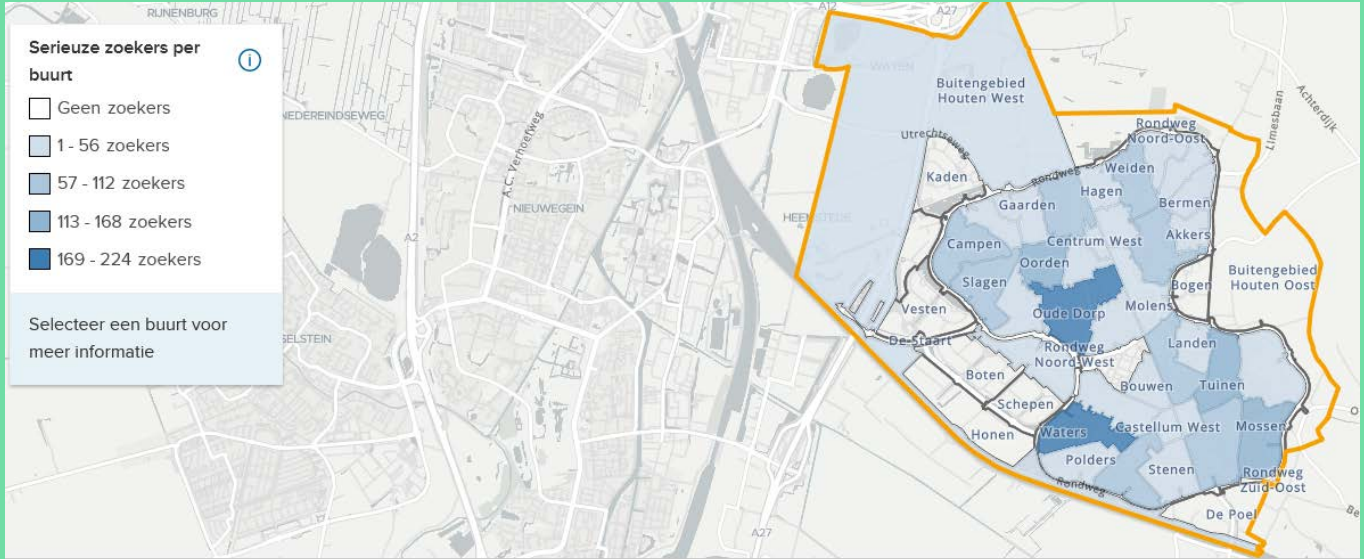 Serieuze zoekers per
buurt
Geen zoekers
1 - 56 zoekers
57 - 112 zoekers
113 - 168 zoekers
169 - 224 zoekers
Selecteer een buurt voor
meer informatie
RIJNENBURG
NEDEREINDSEWEG
A.C. Verhoefweg
A2
NIEUWEGEIN
SELSTEIN
A12
A27
A27
Buitengebied
Houten West
Utrechtseweg
Kaden
Rondweg
Rondweg
Noord-Oost
Weiden
Hagen
Gaarden
Bermen
Campen
Centrum West
Akkers
Oorden
Slagen
Bogen
Buitengebied
Houten Oost
Limesbaan
Achterdijk
Vesten
Oude Dorp
Molens
De Staart
Rondweg
Noord-West
Landen
Boten
Bouwen
Tuinen
Schepen
Honen
Waters
Castellum West
Mossen
Polders
Stenen
Rondweg
Rondweg
Zuid-Oost
De Poel